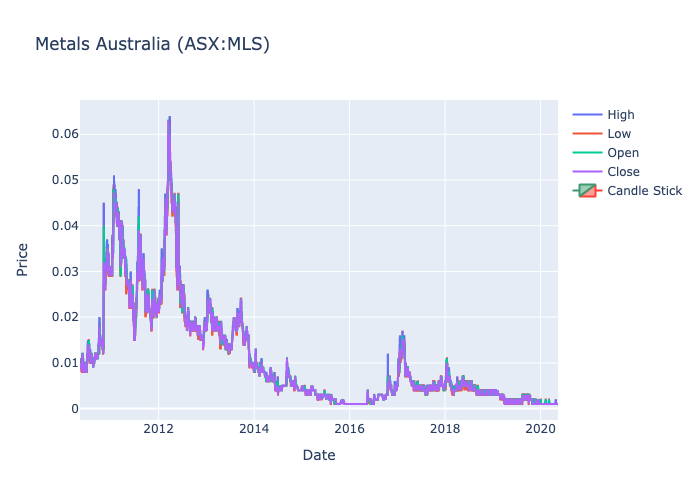 Metals Australia (ASX:MLS)
0.06
0.05
0.04
0.03
0.02
0.01
0
Price
2012
2014
2016
2018
2020
Date
High
Low
Open
Close
Candle Stick